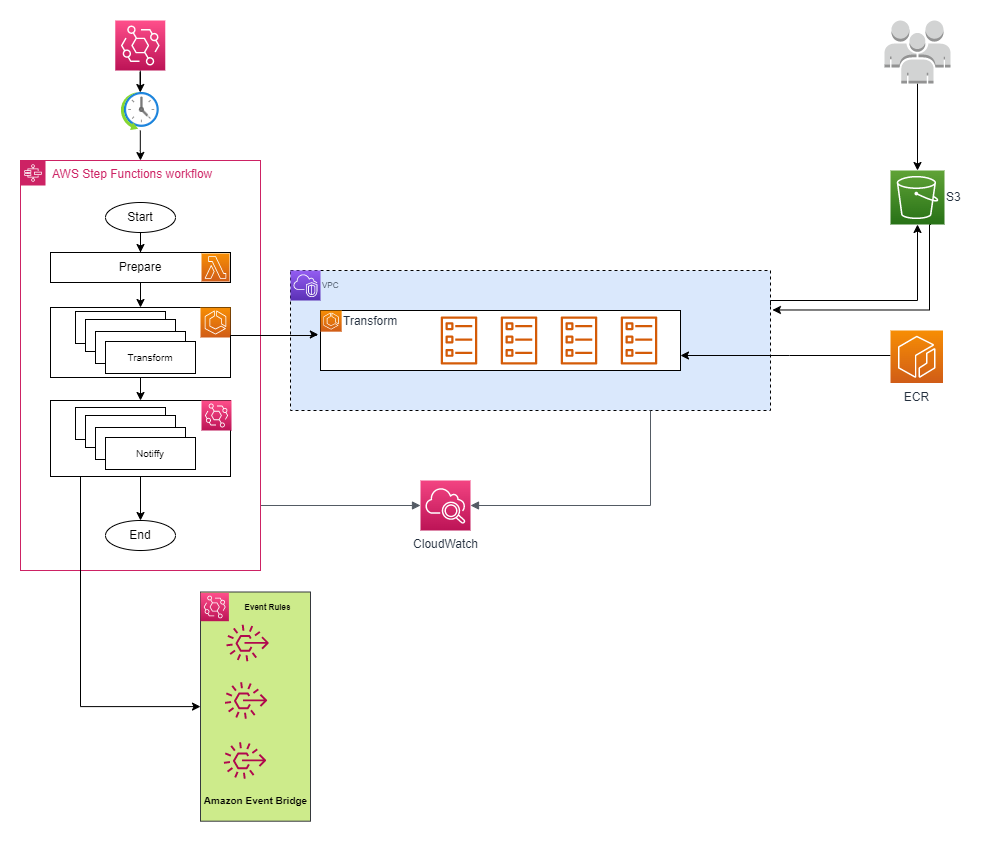 AWS Step Functions workflow
Start
Prepare
Transform
Notiffy
End
VPC
Transform
S3
ECR
CloudWatch
Event Rules
Amazon Event Bridge